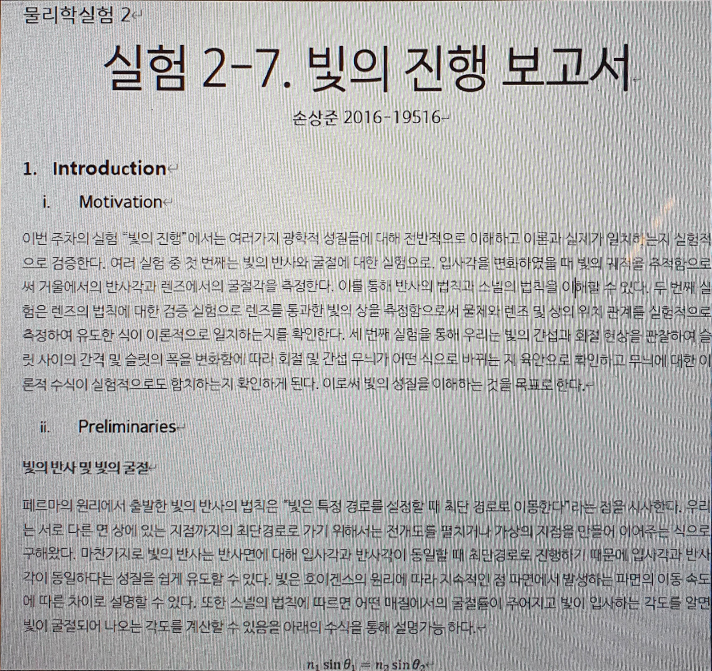 물리학실험 2
실험 2-7. 빛의 진행 보고서
손상준 2016-19516
1. Introduction
i. Motivation
이번 주차의 실험 "빛의 진행"에서는 여러가지 광학적 성질들에 대해 전반적으로 이해하고 이론과 실제가 일치하는지 실험적
으로 검증한다. 여러 실험 중 첫 번째는 빛의 반사와 굴절에 대한 실험으로, 입사각을 변화하였을 때 빛의 궤적을 추적함으로
써 거울에서의 반사각과 렌즈에서의 굴절각을 측정한다. 이를 통해 반사의 법칙과 스넬의 법칙을 이해할 수 있다. 두 번째 실
험은 렌즈의 법칙에 대한 검증 실험으로 렌즈를 통과한 빛의 상을 측정함으로써 물체와 렌즈 및 상의 위치 관계를 실험적으로
측정하여 유도한 식이 이론적으로 일치하는지를 확인한다. 세 번째 실험을 통해 우리는 빛의 간섭과 회절 현상을 관찰하여 슬
릿 사이의 간격 및 슬릿의 폭을 변화함에 따라 회절 및 간섭 무늬가 어떤 식으로 바뀌는 지 육안으로 확인하고 무늬에 대한 이
론적 수식이 실험적으로도 합치하는지 확인하게 된다. 이로써 빛의 성질을 이해하는 것을 목표로 한다.
ii. Preliminaries
빛의 반사 및 빛의 굴절
페르마의 원리에서 출발한 빛의 반사의 법칙은 "빛은 특정 경로를 설정할 때 최단 경로로 이동한다"라는 점을 시사한다. 우리
는 서로 다른 면 상에 있는 지점까지의 최단경로로 가기 위해서는 전개도를 펼치거나 가상의 지점을 만들어 이어주는 식으로
구해왔다. 마찬가지로 빛의 반사는 반사면에 대해 입사각과 반사각이 동일할 때 최단경로로 진행하기 때문에 입사각과 반사
각이 동일하다는 성질을 쉽게 유도할 수 있다. 빛은 호이겐스의 원리에 따라 지속적인 점 파면에서 발생하는 파면의 이동 속도
에 따른 차이로 설명할 수 있다. 또한 스넬의 법칙에 따르면 어떤 매질에서의 굴절률이 주어지고 빛이 입사하는 각도를 알면
빛이 굴절되어 나오는 각도를 계산할 수 있음을 아래의 수식을 통해 설명가능 하다.
n₁ sin θ₁ = n₂ sin θ₂